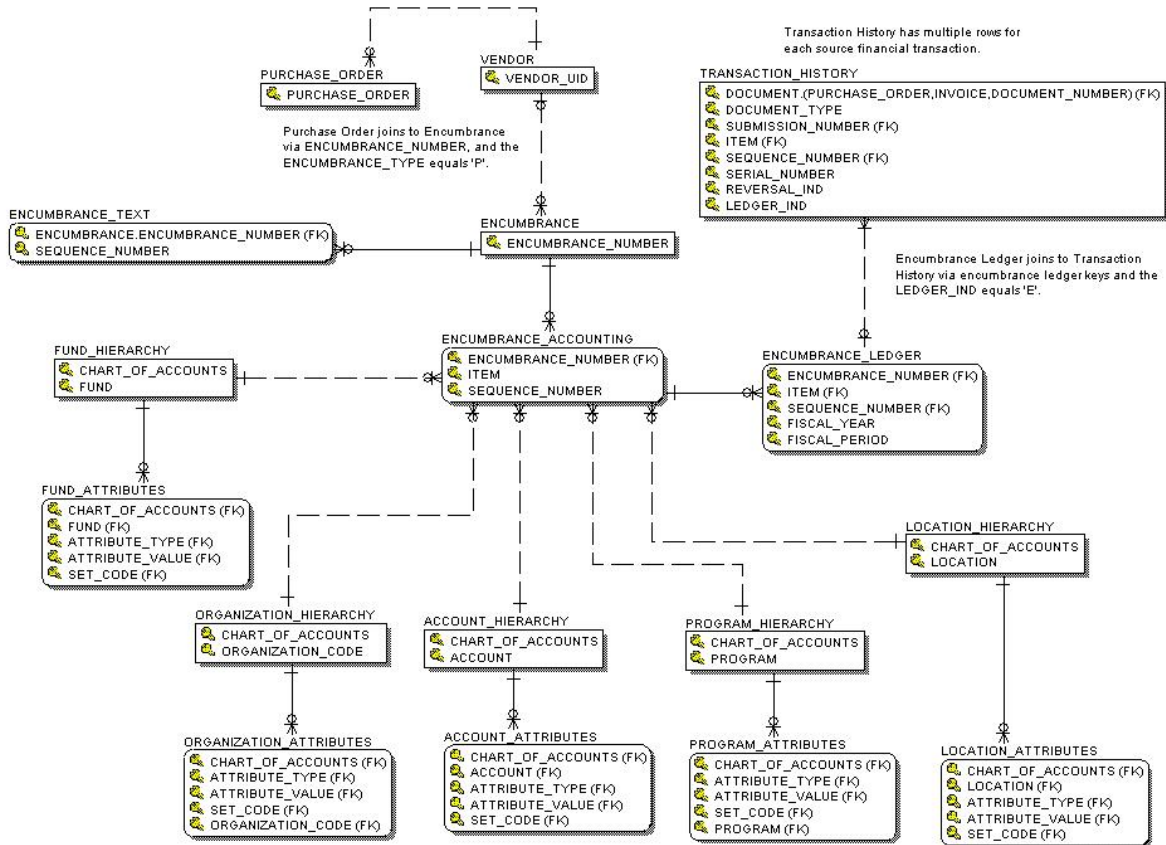 Transaction History has multiple rows for
each source financial transaction.
VENDOR
VENDOR_UID
PURCHASE_ORDER
PURCHASE_ORDER
TRANSACTION_HISTORY
DOCUMENT.(PURCHASE_ORDER,INVOICE,DOCUMENT_NUMBER) (FK)
DOCUMENT_TYPE
SUBMISSION_NUMBER (FK)
ITEM (FK)
SEQUENCE_NUMBER (FK)
SERIAL_NUMBER
REVERSAL_IND
LEDGER_IND
Purchase Order joins to Encumbrance
via ENCUMBRANCE_NUMBER, and the
ENCUMBRANCE_TYPE equals 'P'.
ENCUMBRANCE_TEXT
ENCUMBRANCE.ENCUMBRANCE_NUMBER (FK)
SEQUENCE_NUMBER
ENCUMBRANCE
ENCUMBRANCE_NUMBER
Encumbrance Ledger joins to Transaction
History via encumbrance ledger keys and the
LEDGER_IND equals 'E'.
FUND_HIERARCHY
CHART_OF_ACCOUNTS
FUND
ENCUMBRANCE_ACCOUNTING
ENCUMBRANCE_NUMBER (FK)
ITEM
SEQUENCE_NUMBER
ENCUMBRANCE_LEDGER
ENCUMBRANCE_NUMBER (FK)
ITEM (FK)
SEQUENCE_NUMBER (FK)
FISCAL_YEAR
FISCAL_PERIOD
FUND_ATTRIBUTES
CHART_OF_ACCOUNTS (FK)
FUND (FK)
ATTRIBUTE_TYPE (FK)
ATTRIBUTE_VALUE (FK)
SET_CODE (FK)
LOCATION_HIERARCHY
CHART_OF_ACCOUNTS
LOCATION
ORGANIZATION_HIERARCHY
CHART_OF_ACCOUNTS
ORGANIZATION_CODE
ACCOUNT_HIERARCHY
CHART_OF_ACCOUNTS
ACCOUNT
PROGRAM_HIERARCHY
CHART_OF_ACCOUNTS
PROGRAM
ORGANIZATION_ATTRIBUTES
CHART_OF_ACCOUNTS (FK)
ATTRIBUTE_TYPE (FK)
ATTRIBUTE_VALUE (FK)
SET_CODE (FK)
ORGANIZATION_CODE (FK)
ACCOUNT_ATTRIBUTES
CHART_OF_ACCOUNTS (FK)
ACCOUNT (FK)
ATTRIBUTE_TYPE (FK)
ATTRIBUTE_VALUE (FK)
SET_CODE (FK)
PROGRAM_ATTRIBUTES
CHART_OF_ACCOUNTS (FK)
ATTRIBUTE_TYPE (FK)
ATTRIBUTE_VALUE (FK)
SET_CODE (FK)
PROGRAM (FK)
LOCATION_ATTRIBUTES
CHART_OF_ACCOUNTS (FK)
LOCATION (FK)
ATTRIBUTE_TYPE (FK)
ATTRIBUTE_VALUE (FK)
SET_CODE (FK)